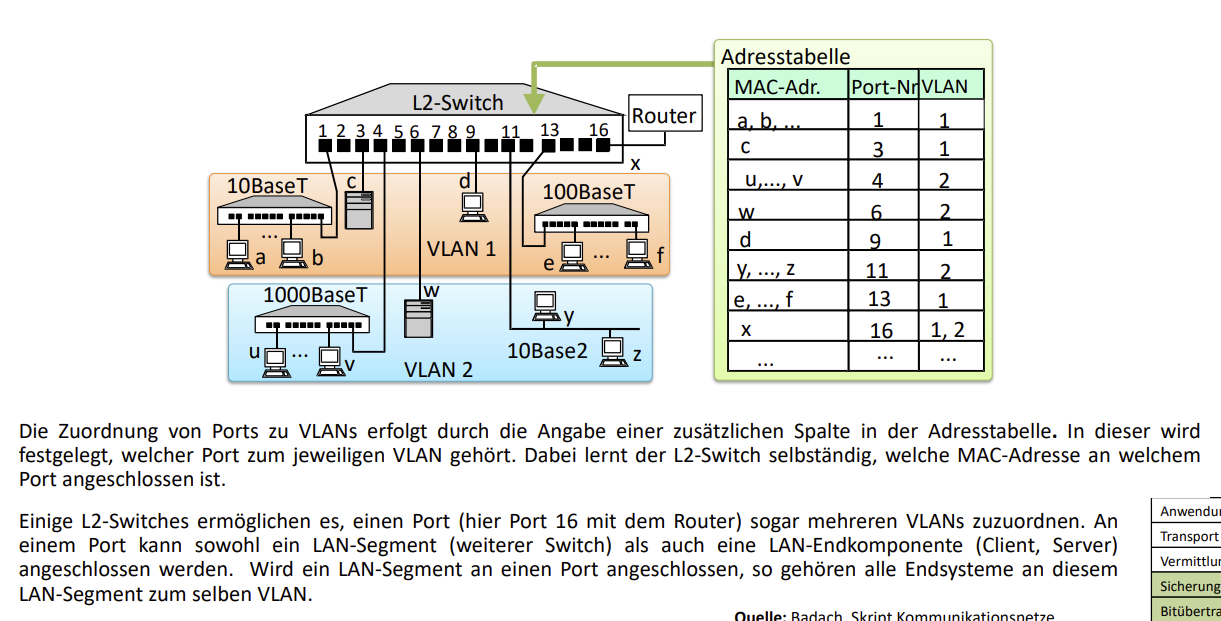 Adresstabelle
MAC-Adr. Port-Nr VLAN
a, b, ... 1 1
c 3 1
u,..., v 4 2
w 6 2
d 9 1
y, ..., z 11 2
e, ..., f 13 1
x 16 1, 2
... ... ...
L2-Switch
Router
1 2 3 4 5 6 7 8 9 11 13 16
x
10BaseT
c
d
100BaseT
... a b
VLAN 1
e ... f
1000BaseT
w
y
u ... v
10Base2
z
VLAN 2
Die Zuordnung von Ports zu VLANs erfolgt durch die Angabe einer zusätzlichen Spalte in der Adresstabelle. In dieser wird
festgelegt, welcher Port zum jeweiligen VLAN gehört. Dabei lernt der L2-Switch selbständig, welche MAC-Adresse an welchem
Port angeschlossen ist.
Einige L2-Switches ermöglichen es, einen Port (hier Port 16 mit dem Router) sogar mehreren VLANs zuzuordnen. An
einem Port kann sowohl ein LAN-Segment (weiterer Switch) als auch eine LAN-Endkomponente (Client, Server)
angeschlossen werden. Wird ein LAN-Segment an einen Port angeschlossen, so gehören alle Endsysteme an diesem
LAN-Segment zum selben VLAN.
Anwendu
Transport
Vermittlu
Sicherung
Bitübertra
Quelle: Badach, Skript Kommunikationsnetze